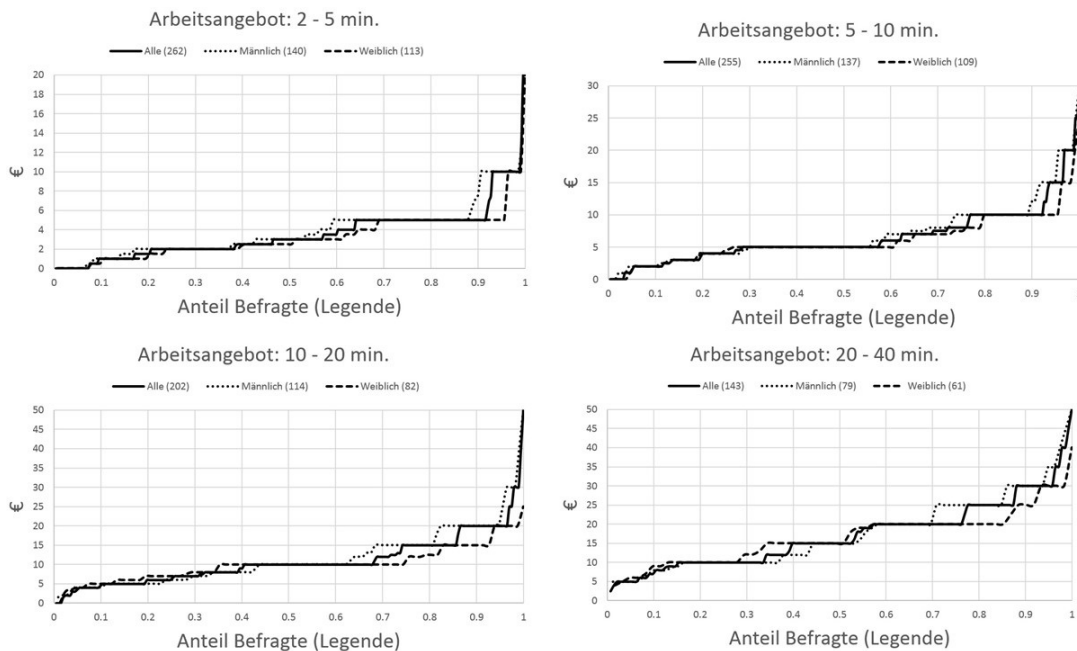 Arbeitsangebot: 2 - 5 min.
Alle (262) Männlich (140) Weiblich (113)
20
18
16
14
12
10
8
6
4
2
0
€
0 0.1 0.2 0.3 0.4 0.5 0.6 0.7 0.8 0.9 1
Anteil Befragte (Legende)
Arbeitsangebot: 5 - 10 min.
Alle (255) Männlich (137) Weiblich (109)
30
25
20
15
10
5
0
€
0 0.1 0.2 0.3 0.4 0.5 0.6 0.7 0.8 0.9 1
Anteil Befragte (Legende)
Arbeitsangebot: 10 - 20 min.
Alle (202) Männlich (114) Weiblich (82)
50
45
40
35
30
25
20
15
10
5
0
€
0 0.1 0.2 0.3 0.4 0.5 0.6 0.7 0.8 0.9 1
Anteil Befragte (Legende)
Arbeitsangebot: 20 - 40 min.
Alle (143) Männlich (79) Weiblich (61)
50
45
40
35
30
25
20
15
10
5
0
€
0 0.1 0.2 0.3 0.4 0.5 0.6 0.7 0.8 0.9 1
Anteil Befragte (Legende)